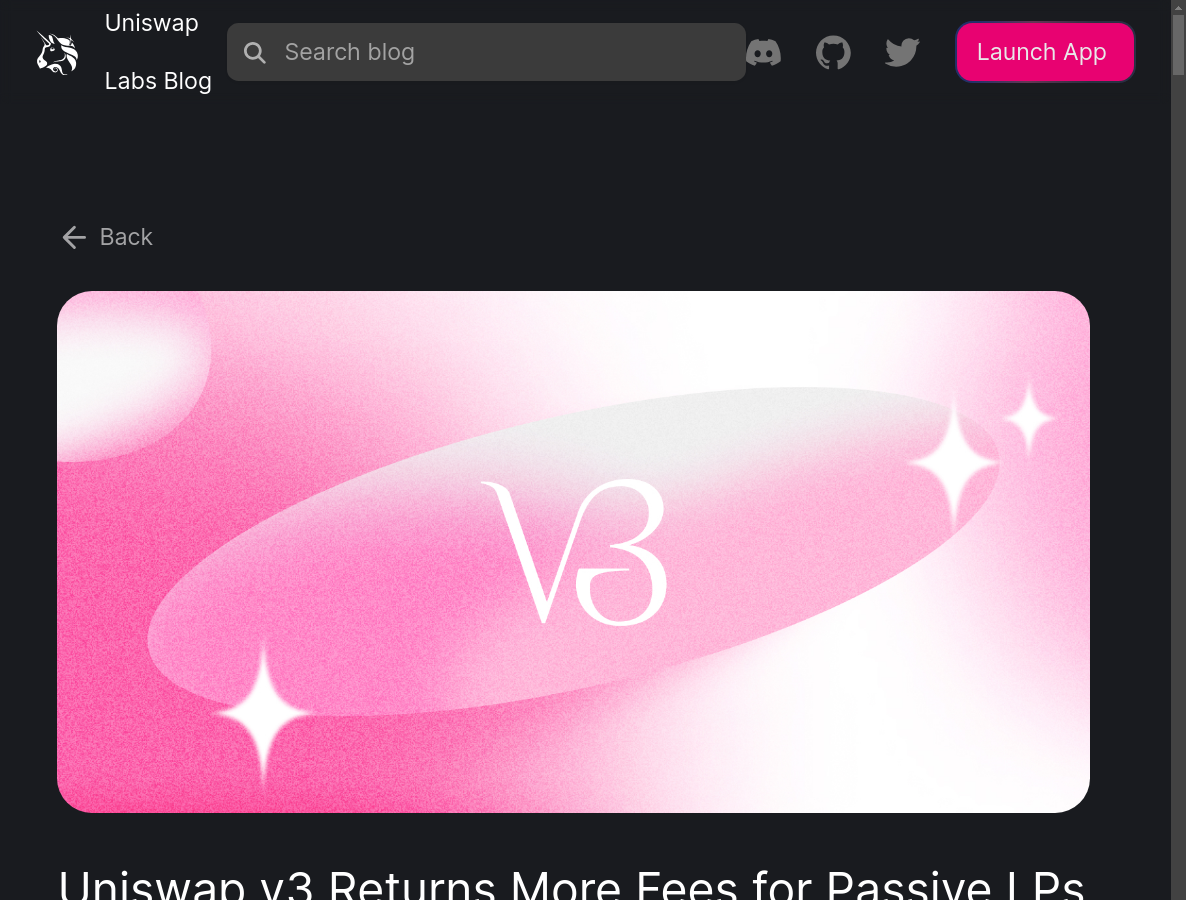 Uniswap
Labs Blog
Search blog
Launch App
Back
V3
Uniswap v3 Returns More Fees for Passive LPs